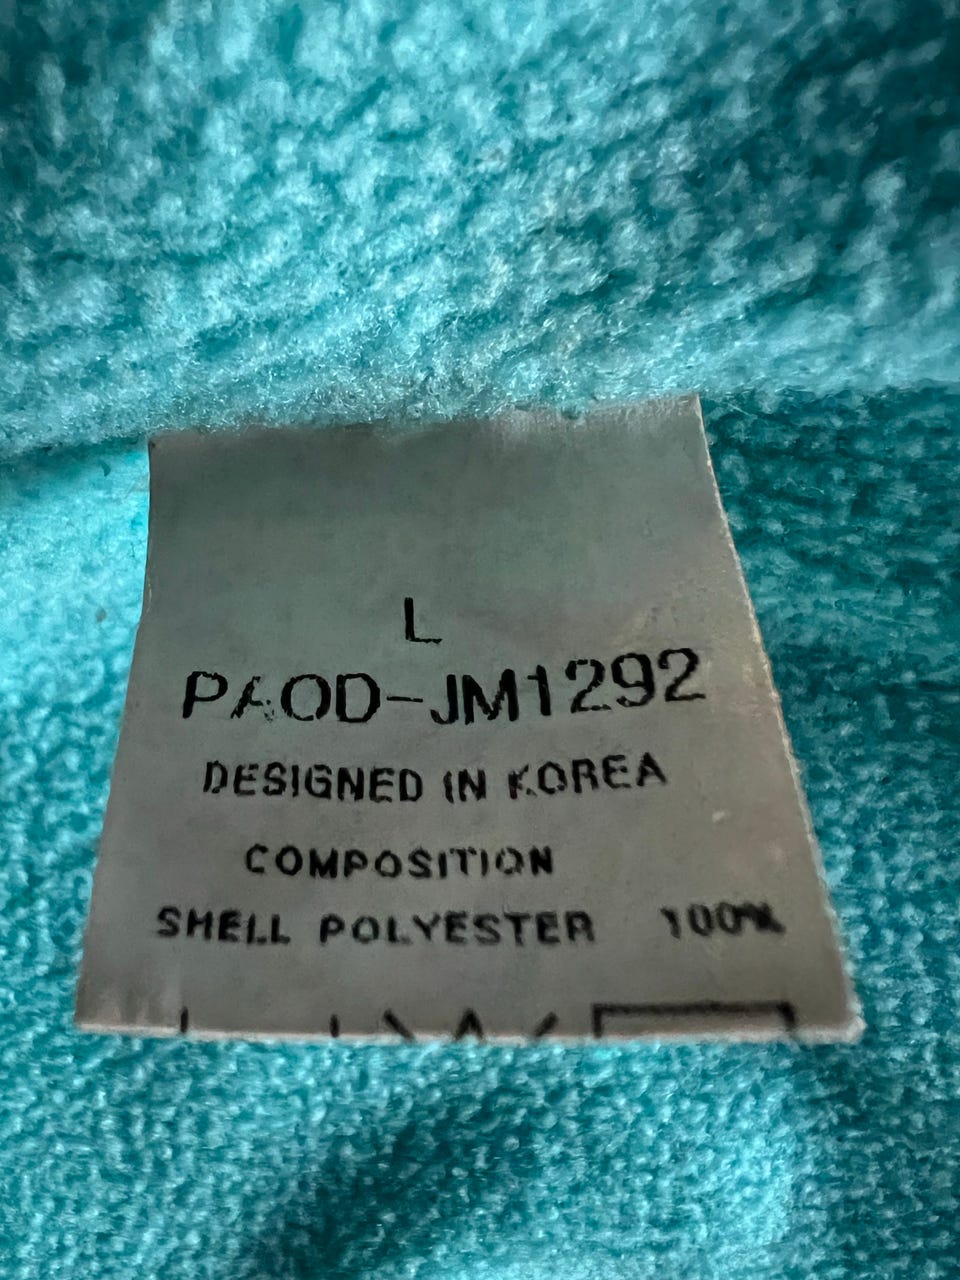 L
PAOD-JM1292
DESIGNED IN KOREA
COMPOSITION
SHELL POLYESTER 100%